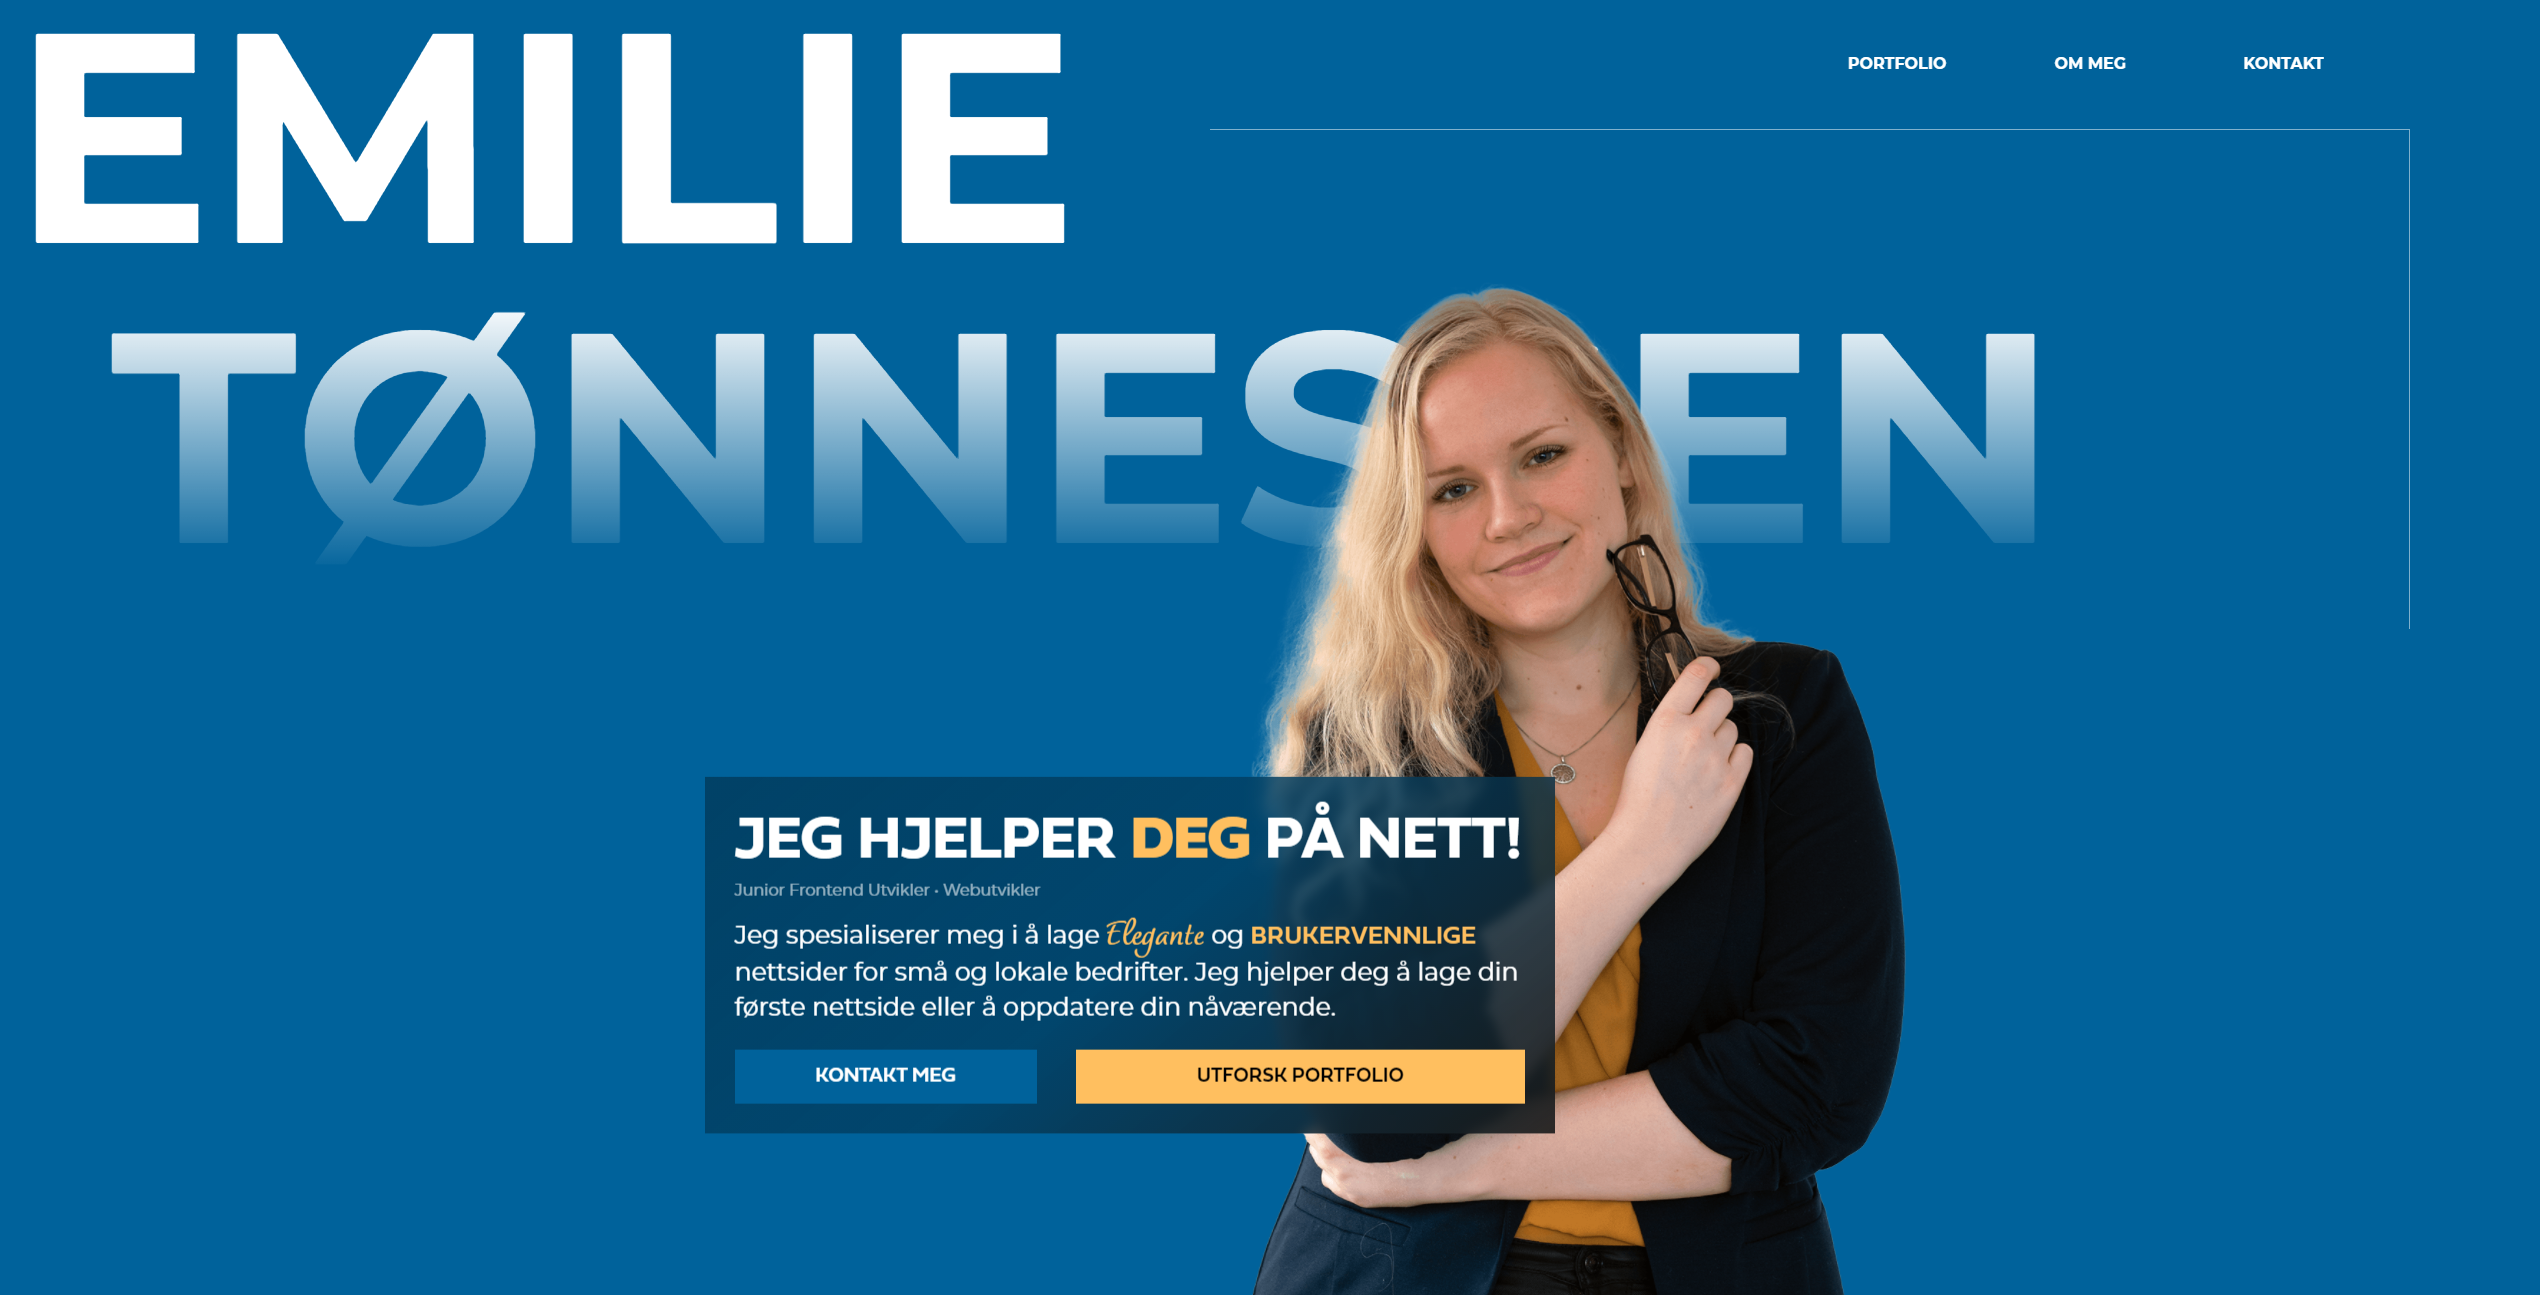 EMILIE
PORTFOLIO OM MEG KONTAKT
TØNNES EN
JEG HJELPER DEG PÅ NETT!
Junior Frontend Utvikler • Webutvikler
Jeg spesialiserer meg i å lage Elegante og BRUKERVENNLIGE
nettsider for små og lokale bedrifter. Jeg hjelper deg å lage din
første nettside eller å oppdatere din nåværende.
KONTAKT MEG UTFORSK PORTFOLIO